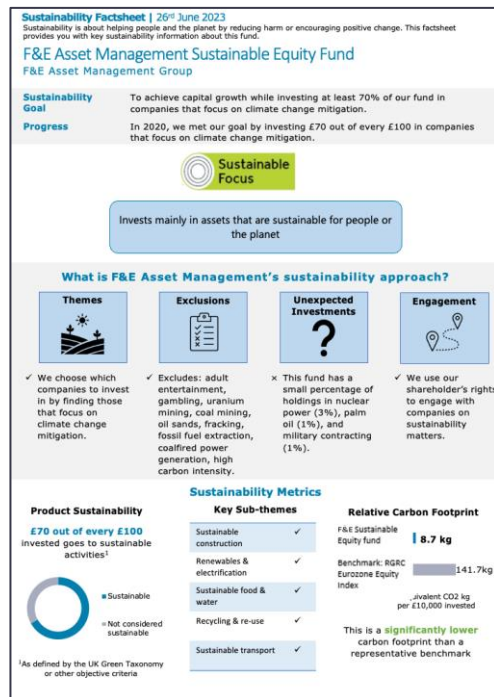 Sustainability Factsheet | 26rd June 2023
Sustainability is about helping people and the planet by reducing harm or encouraging positive change. This factsheet
provides you with key sustainability information about this fund.
F&E Asset Management Sustainable Equity Fund
F&E Asset Management Group
Sustainability
Goal
To achieve capital growth while investing at least 70% of our fund in
companies that focus on climate change mitigation.
Progress
In 2020, we met our goal by investing £70 out of every £100 in companies
that focus on climate change mitigation.
Sustainable
Focus
Invests mainly in assets that are sustainable for people or
the planet
What is F&E Asset Management's sustainability approach?
Themes
✓ We choose which
companies to invest
in by finding those
that focus on
climate change
mitigation.
Exclusions
✓ Excludes: adult
entertainment,
gambling, uranium
mining, coal mining,
oil sands, fracking,
fossil fuel extraction,
coalfired power
generation, high
carbon intensity.
Unexpected
Investments
?
× This fund has a
small percentage of
holdings in nuclear
power (3%), palm
oil (1%), and
military contracting
(1%).
Engagement
✓ We use our
shareholder's rights
to engage with
companies on
sustainability
matters.
Sustainability Metrics
Product Sustainability
£70 out of every £100
invested goes to sustainable
activities¹
Sustainable
Not considered
sustainable
¹As defined by the UK Green Taxonomy
or other objective criteria
Key Sub-themes
Sustainable
construction ✓
Renewables &
electrification ✓
Sustainable food &
water ✓
Recycling & re-use ✓
Sustainable transport ✓
Relative Carbon Footprint
F&E Sustainable
Equity fund
8.7 kg
Benchmark: RGRC
Eurozone Equity
Index
141.7kg
uivalent CO2 kg
per £10,000 invested
This is a significantly lower
carbon footprint than a
representative benchmark